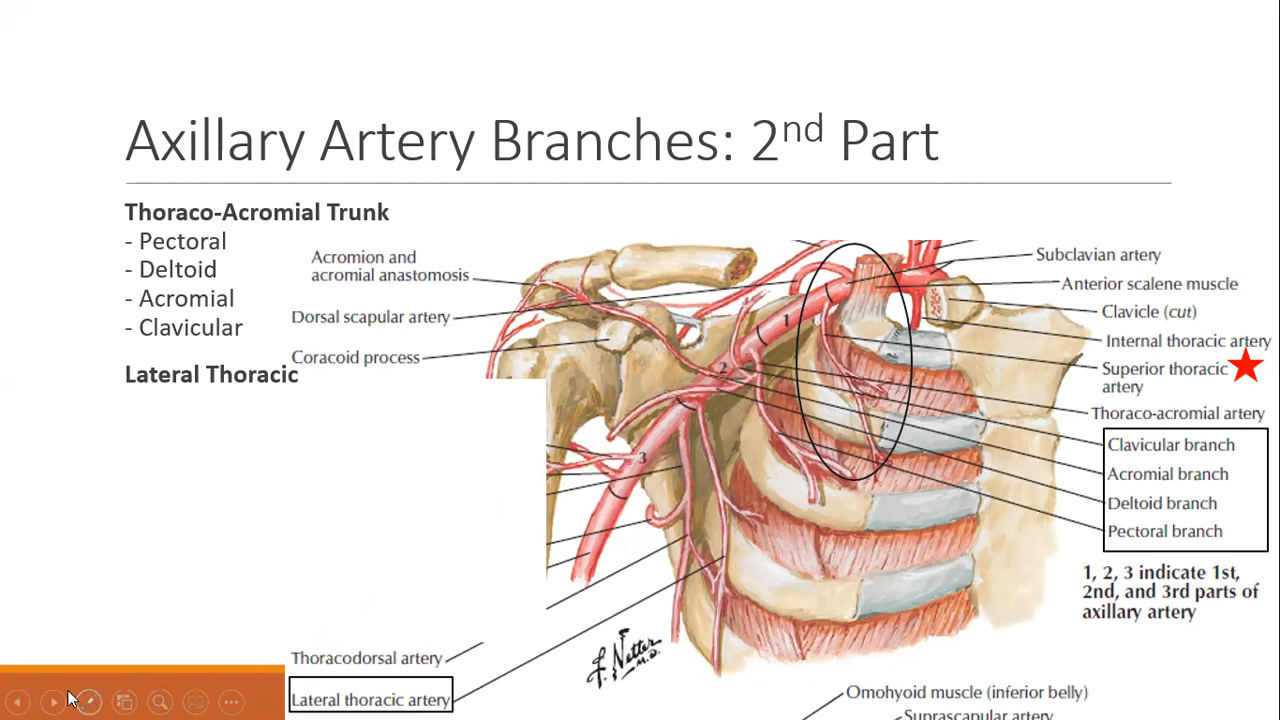 Axillary Artery Branches: 2nd Part
Thoraco-Acromial Trunk
- Pectoral
- Deltoid
- Acromial
- Clavicular
Lateral Thoracic
Acromion and
acromial anastomosis
Dorsal scapular artery
Coracoid process
1
2
3
Subclavian artery
Anterior scalene muscle
Clavicle (cut)
Internal thoracic artery
Superior thoracic
artery
Thoraco-acromial artery
Clavicular branch
Acromial branch
Deltoid branch
Pectoral branch
1, 2, 3 indicate 1st,
2nd, and 3rd parts of
axillary artery
Thoracodorsal artery
Lateral thoracic artery
F. Netter
M.D.
Omohyoid muscle (inferior belly)
Suprascapular artery